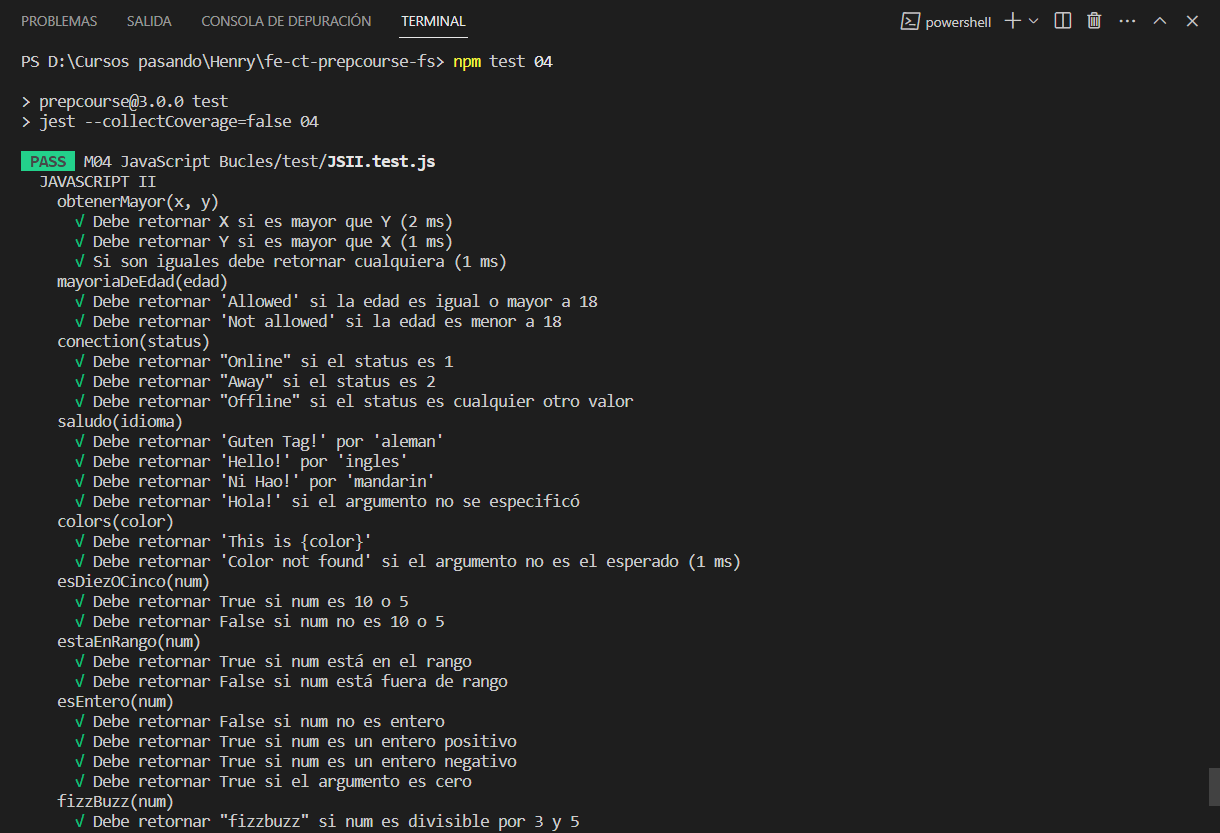 PROBLEMAS SALIDA CONSOLA DE DEPURACIÓN TERMINAL powershell
PS D:\Cursos pasando\Henry\fe-ct-prepcourse-fs> npm test 04
> prepcourse@3.0.0 test
> jest --collectCoverage=false 04
PASS M04 JavaScript Bucles/test/JSII.test.js
JAVASCRIPT II
obtenerMayor(x, y)
√ Debe retornar X si es mayor que Y (2 ms)
√ Debe retornar Y si es mayor que X (1 ms)
√ Si son iguales debe retornar cualquiera (1 ms)
mayoriaDeEdad(edad)
√ Debe retornar 'Allowed' si la edad es igual o mayor a 18
√ Debe retornar 'Not allowed' si la edad es menor a 18
conection(status)
√ Debe retornar "Online" si el status es 1
√ Debe retornar "Away" si el status es 2
√ Debe retornar "Offline" si el status es cualquier otro valor
saludo(idioma)
√ Debe retornar 'Guten Tag!' por 'aleman'
√ Debe retornar 'Hello!' por 'ingles'
√ Debe retornar 'Ni Hao!' por 'mandarin'
√ Debe retornar 'Hola!' si el argumento no se especificó
colors(color)
√ Debe retornar 'This is {color}'
√ Debe retornar 'Color not found' si el argumento no es el esperado (1 ms)
esDiezOCinco(num)
√ Debe retornar True si num es 10 o 5
√ Debe retornar False si num no es 10 o 5
estaEnRango(num)
√ Debe retornar True si num está en el rango
√ Debe retornar False si num está fuera de rango
esEntero(num)
√ Debe retornar False si num no es entero
√ Debe retornar True si num es un entero positivo
√ Debe retornar True si num es un entero negativo
√ Debe retornar True si el argumento es cero
fizzBuzz(num)
√ Debe retornar "fizzbuzz" si num es divisible por 3 y 5